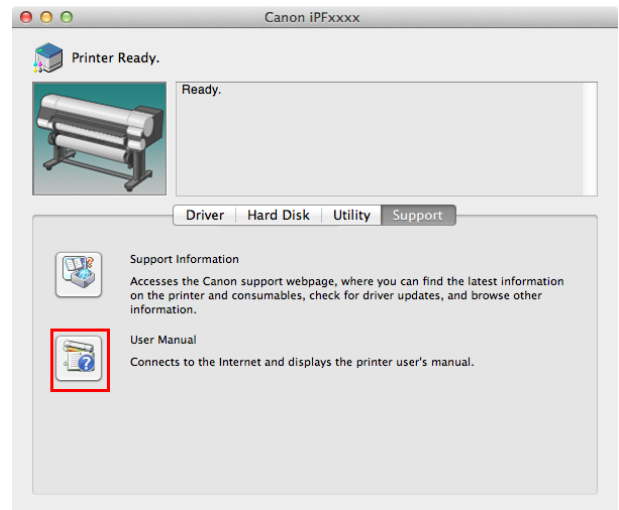 Canon iPFxxxx
Printer Ready.
Ready.
Driver Hard Disk Utility Support
Support Information
Accesses the Canon support webpage, where you can find the latest information
on the printer and consumables, check for driver updates, and browse other
information.
User Manual
Connects to the Internet and displays the printer user's manual.